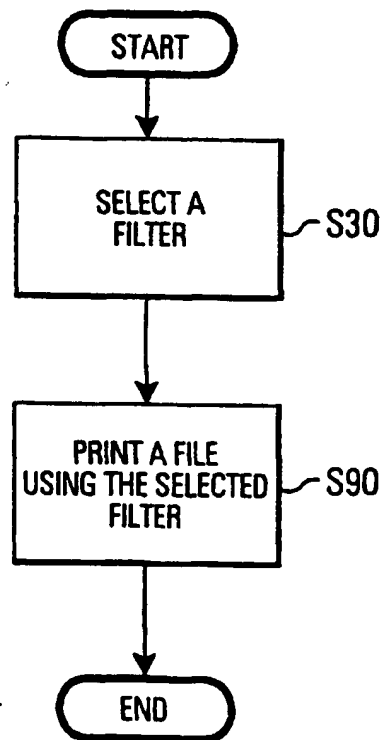 START
SELECT A
FILTER
S30
PRINT A FILE
USING THE SELECTED
FILTER
S90
END